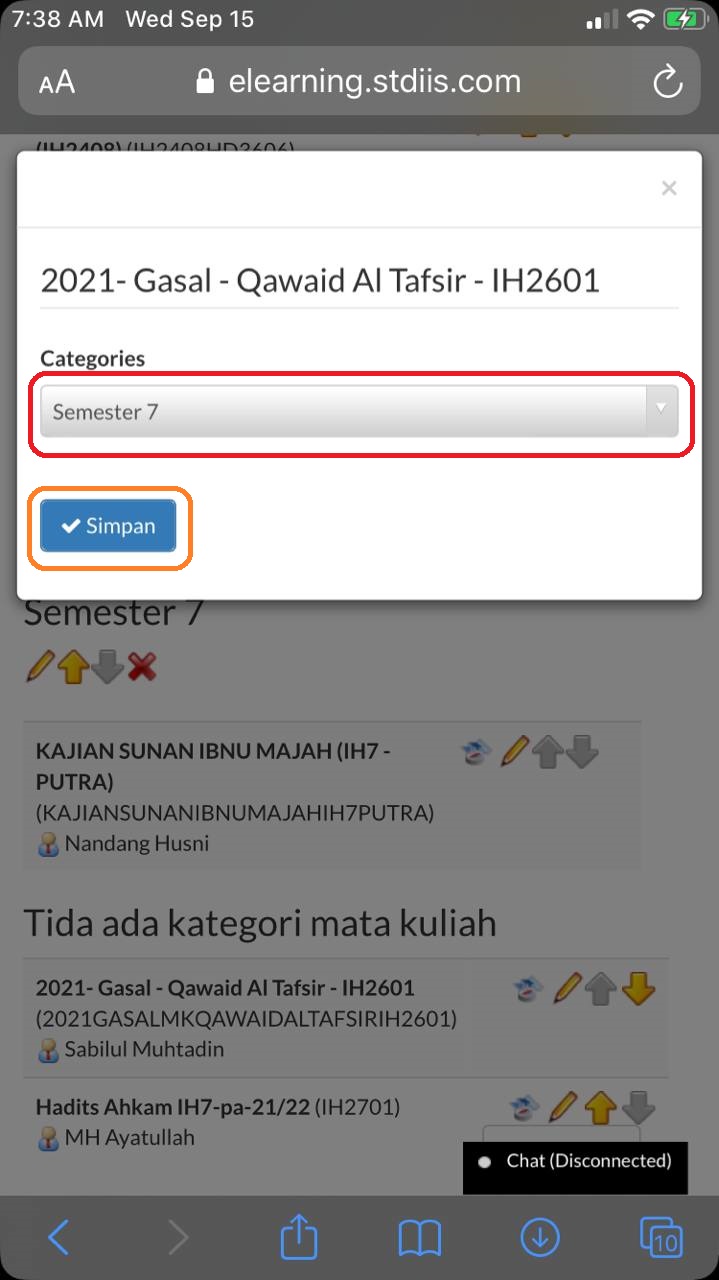 7:38 AM Wed Sep 15
AA elearning.stdiis.com
(IH2408) (IH2408HD3606)
×
2021- Gasal - Qawaid Al Tafsir - IH2601
Categories
Semester 7
Simpan
Semester 7
KAJIAN SUNAN IBNU MAJAH (IH7 -
PUTRA)
(KAJIANSUNANIBNUMAJAHIH7PUTRA)
Nandang Husni
Tida ada kategori mata kuliah
2021- Gasal - Qawaid Al Tafsir - IH2601
(2021GASALMKQAWAIDALTAFSIRIH2601)
Sabilul Muhtadin
Hadits Ahkam IH7-pa-21/22 (IH2701)
MH Ayatullah
Chat (Disconnected)
10